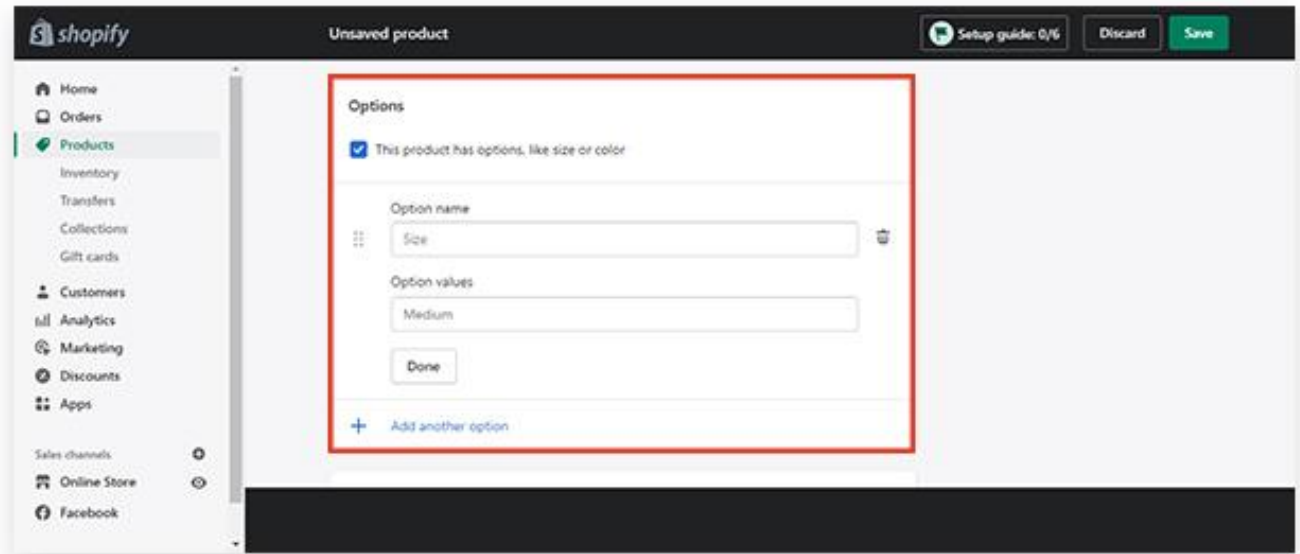 shopify
Unsaved product
Setup guide: 0/6
Discard
Save
Home
Orders
Products
Inventory
Transfers
Collections
Gift cards
Customers
Analytics
Marketing
Discounts
Apps
Sales channels
Online Store
Facebook
Options
This product has options, like size or color
Option name
Size
Option values
Medium
Done
Add another option